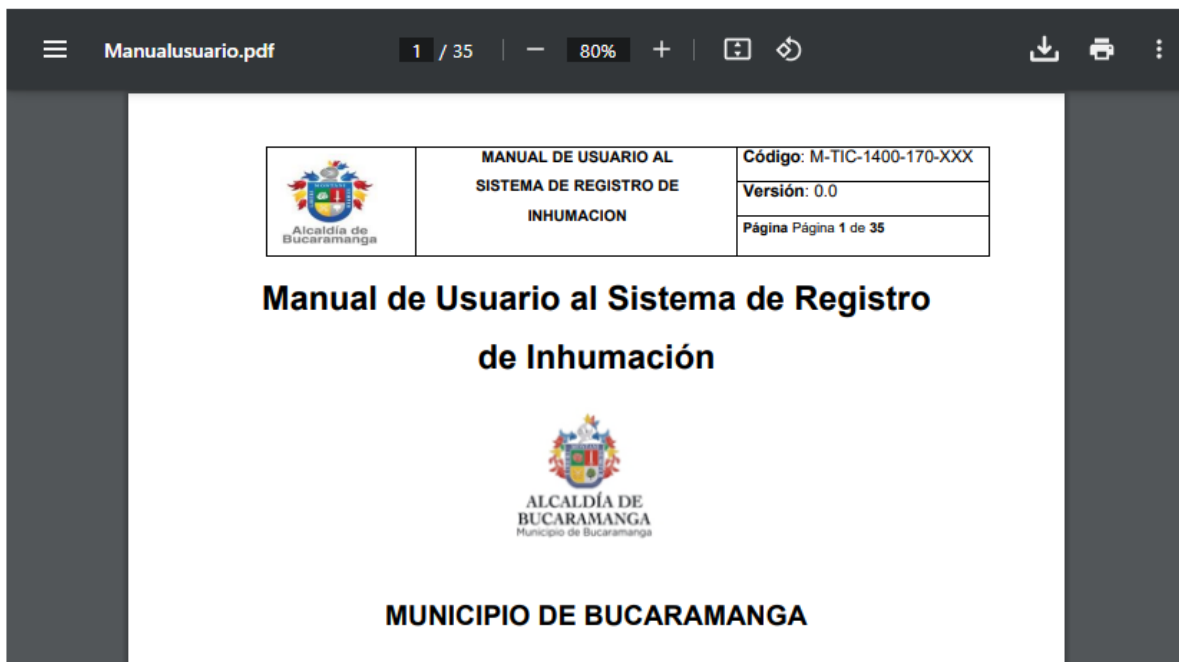 Manualusuario.pdf
1 / 35
80%
Alcaldía de
Bucaramanga
MANUAL DE USUARIO AL
SISTEMA DE REGISTRO DE
INHUMACION
Código: M-TIC-1400-170-XXX
Versión: 0.0
Página Página 1 de 35
Manual de Usuario al Sistema de Registro
de Inhumación
ALCALDÍA DE
BUCARAMANGA
Municipio de Bucaramanga
MUNICIPIO DE BUCARAMANGA